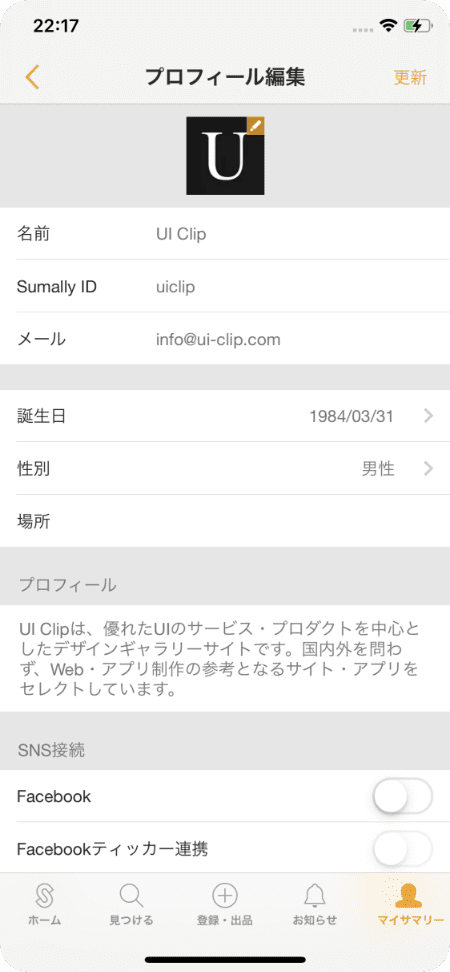 22:17
プロフィール編集
更新
U
名前 UI Clip
Sumally ID uiclip
メール info@ui-clip.com
誕生日 1984/03/31
性別 男性
場所
プロフィール
UI Clipは、優れたUIのサービス・プロダクトを中心と
したデザインギャラリーサイトです。国内外を問わ
ず、Web・アプリ制作の参考となるサイト・アプリを
セレクトしています。
SNS接続
Facebook
Facebookティッカー連携
ホーム 見つける 登録・出品 お知らせ マイサマリー